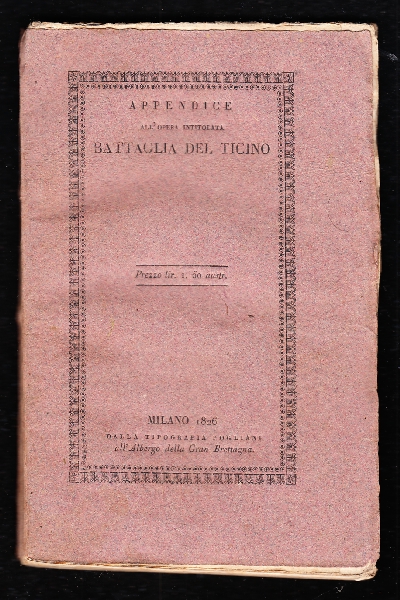 APPENDICE
ALL'OPERA INTITOLATA
BATTAGLIA DEL TICINO
Prezzo lir. 1. 60 austr.
MILANO 1826
DALLA TIPOGRAFIA POGLIANI
all'Albergo della Gran Brettagna.